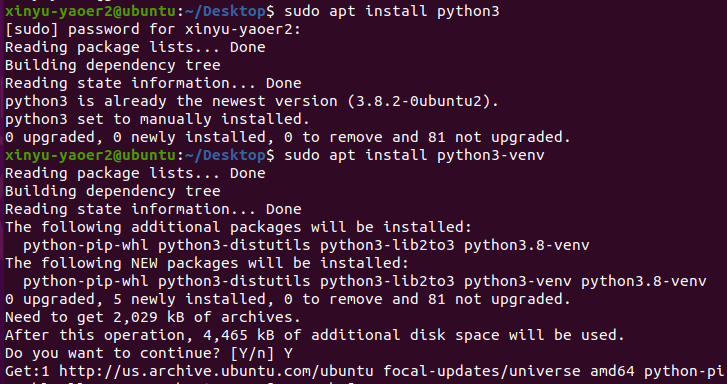 xinyu-yaoer2@ubuntu:~/Desktop$ sudo apt install python3
[sudo] password for xinyu-yaoer2:
Reading package lists... Done
Building dependency tree
Reading state information... Done
python3 is already the newest version (3.8.2-0ubuntu2).
python3 set to manually installed.
0 upgraded, 0 newly installed, 0 to remove and 81 not upgraded.
xinyu-yaoer2@ubuntu:~/Desktop$ sudo apt install python3-venv
Reading package lists... Done
Building dependency tree
Reading state information... Done
The following additional packages will be installed:
  python-pip-whl python3-distutils python3-lib2to3 python3.8-venv
The following NEW packages will be installed:
  python-pip-whl python3-distutils python3-lib2to3 python3-venv python3.8-venv
0 upgraded, 5 newly installed, 0 to remove and 81 not upgraded.
Need to get 2,029 kB of archives.
After this operation, 4,465 kB of additional disk space will be used.
Do you want to continue? [Y/n] Y
Get:1 http://us.archive.ubuntu.com/ubuntu focal-updates/universe amd64 python-pi